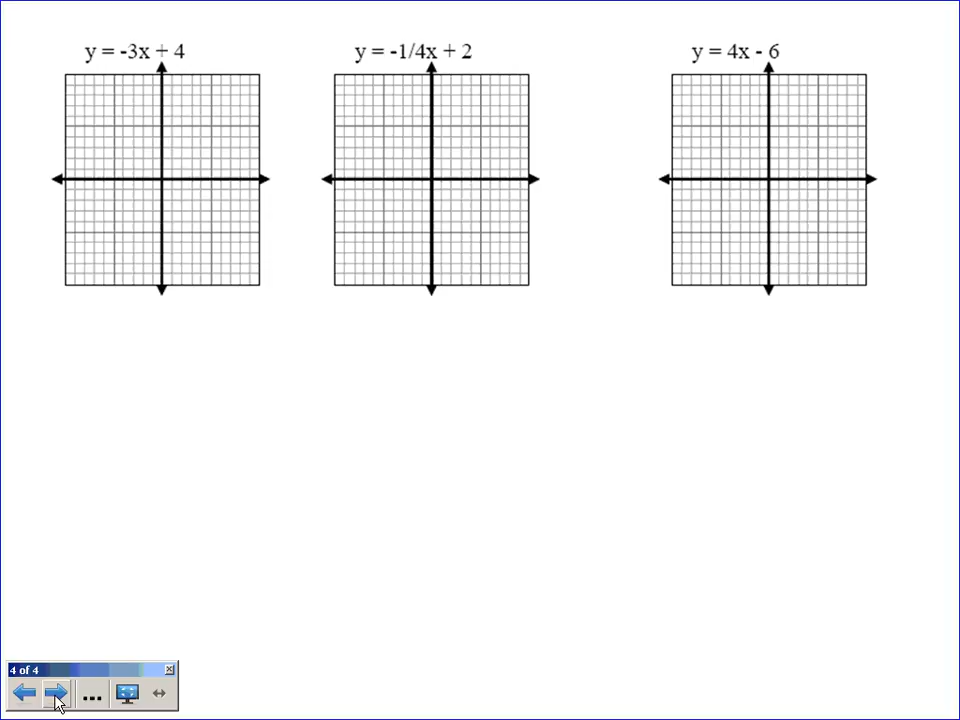 y = -3x + 4
y = -1/4x + 2
y = 4x - 6
4 of 4
...